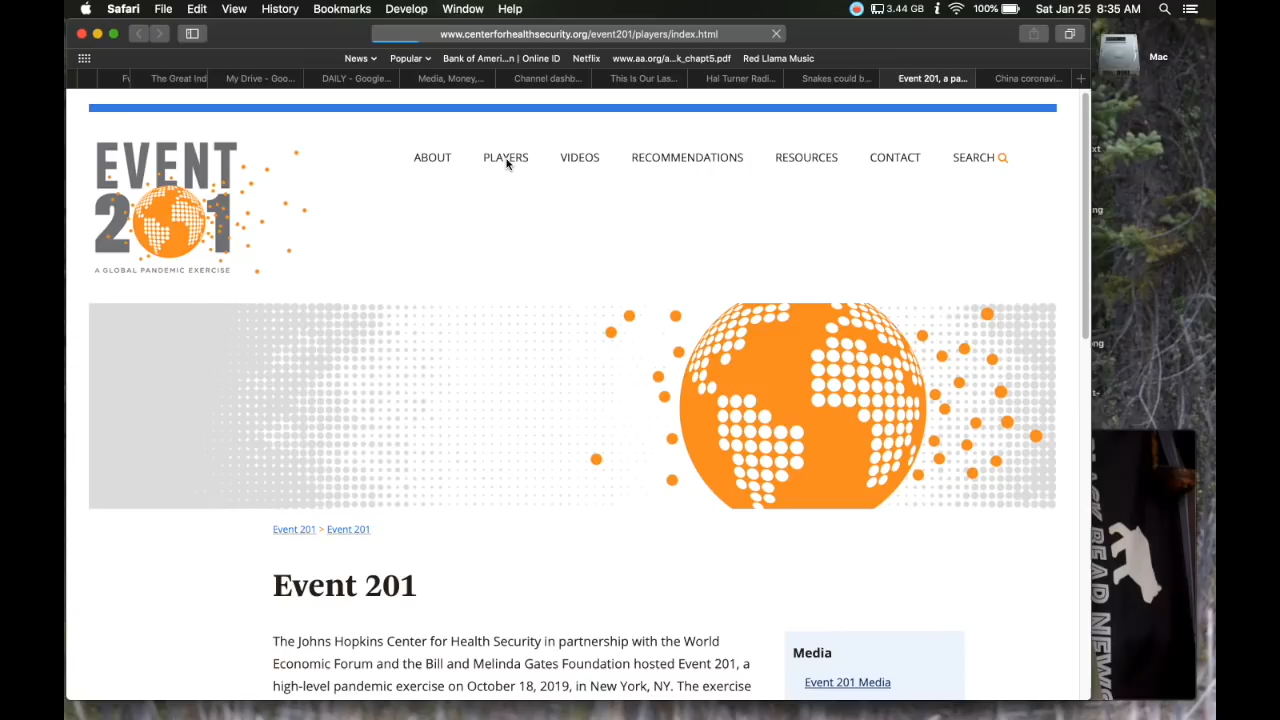 Safari File Edit View History Bookmarks Develop Window Help 3.44 GB 100% Sat Jan 25 8:35 AM
www.centerforhealthsecurity.org/event201/players/index.html
News Popular Bank of Ameri...n | Online ID Netflix www.aa.org/a...k_chapt5.pdf Red Llama Music
The Great Ind My Drive - Goo... DAILY - Google... Media, Money,... Channel dashb... This Is Our Las... Hal Turner Radi... Snakes could b... Event 201, a pa... China coronavi...
Mac
EVENT
201
A GLOBAL PANDEMIC EXERCISE
ABOUT PLAYERS VIDEOS RECOMMENDATIONS RESOURCES CONTACT SEARCH
Event 201 > Event 201
Event 201
The Johns Hopkins Center for Health Security in partnership with the World
Economic Forum and the Bill and Melinda Gates Foundation hosted Event 201, a
high-level pandemic exercise on October 18, 2019, in New York, NY. The exercise
Media
Event 201 Media